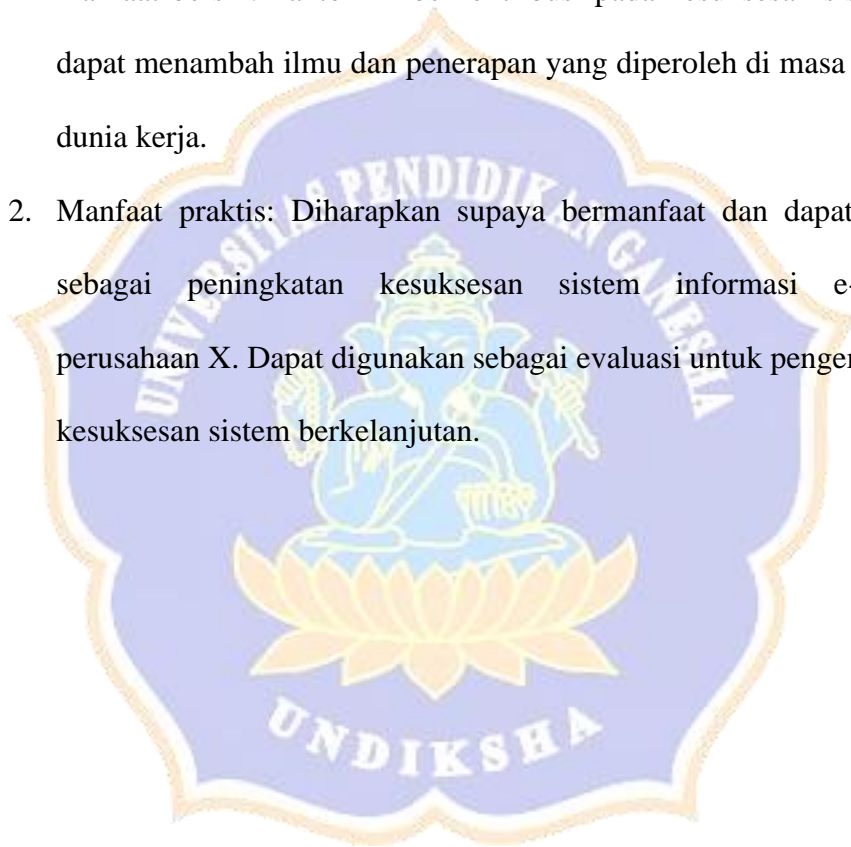 dapat menambah ilmu dan penerapan yang diperoleh di masa
dunia kerja.
2. Manfaat praktis: Diharapkan supaya bermanfaat dan dapat
sebagai peningkatan kesuksesan sistem informasi e-
perusahaan X. Dapat digunakan sebagai evaluasi untuk
kesuksesan sistem berkelanjutan.
UNIVERSITAS PENDIDIKAN GANESHA
UNDIKSHA